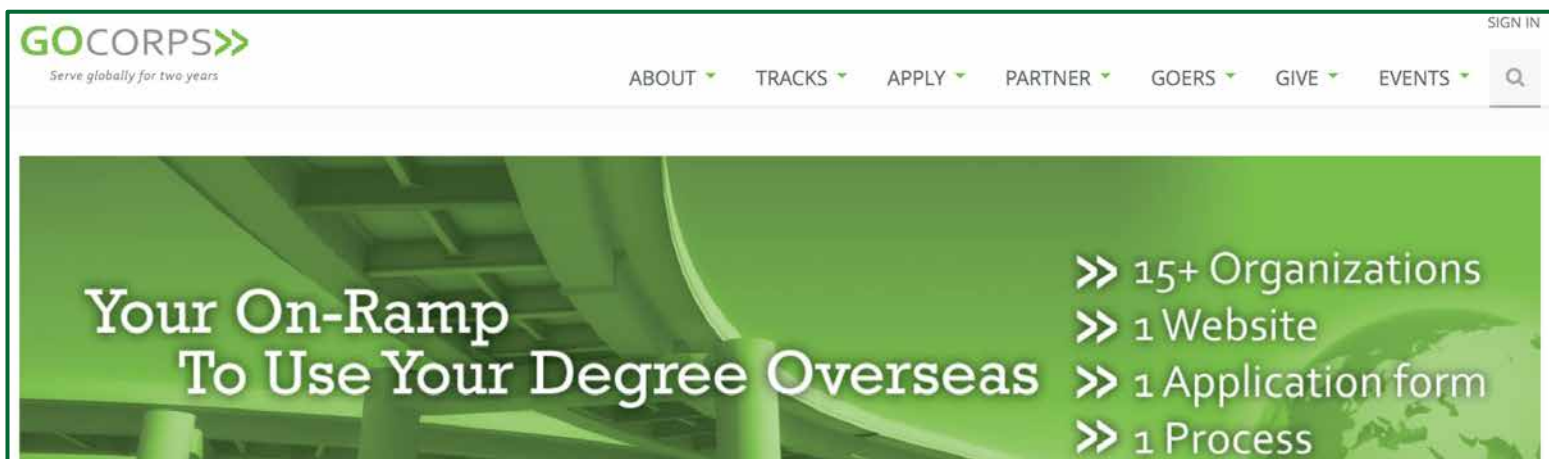 SIGN IN
GOCORPS>>
Serve globally for two years
ABOUT TRACKS APPLY PARTNER GOERS GIVE EVENTS
Your On-Ramp
To Use Your Degree Overseas
>> 15+ Organizations
>> 1 Website
>> 1 Application form
>> 1 Process